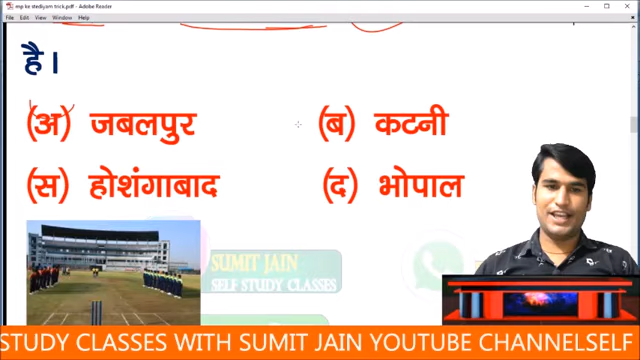 mp ke stediyam trick.pdf - Adobe Reader
File Edit View Window Help
है।
(अ) जबलपुर (ब) कटनी
(स) होशंगाबाद (द) भोपाल
SUMIT JAIN
SELF STUDY CLASSES
STUDY CLASSES WITH SUMIT JAIN YOUTUBE CHANNELSELF